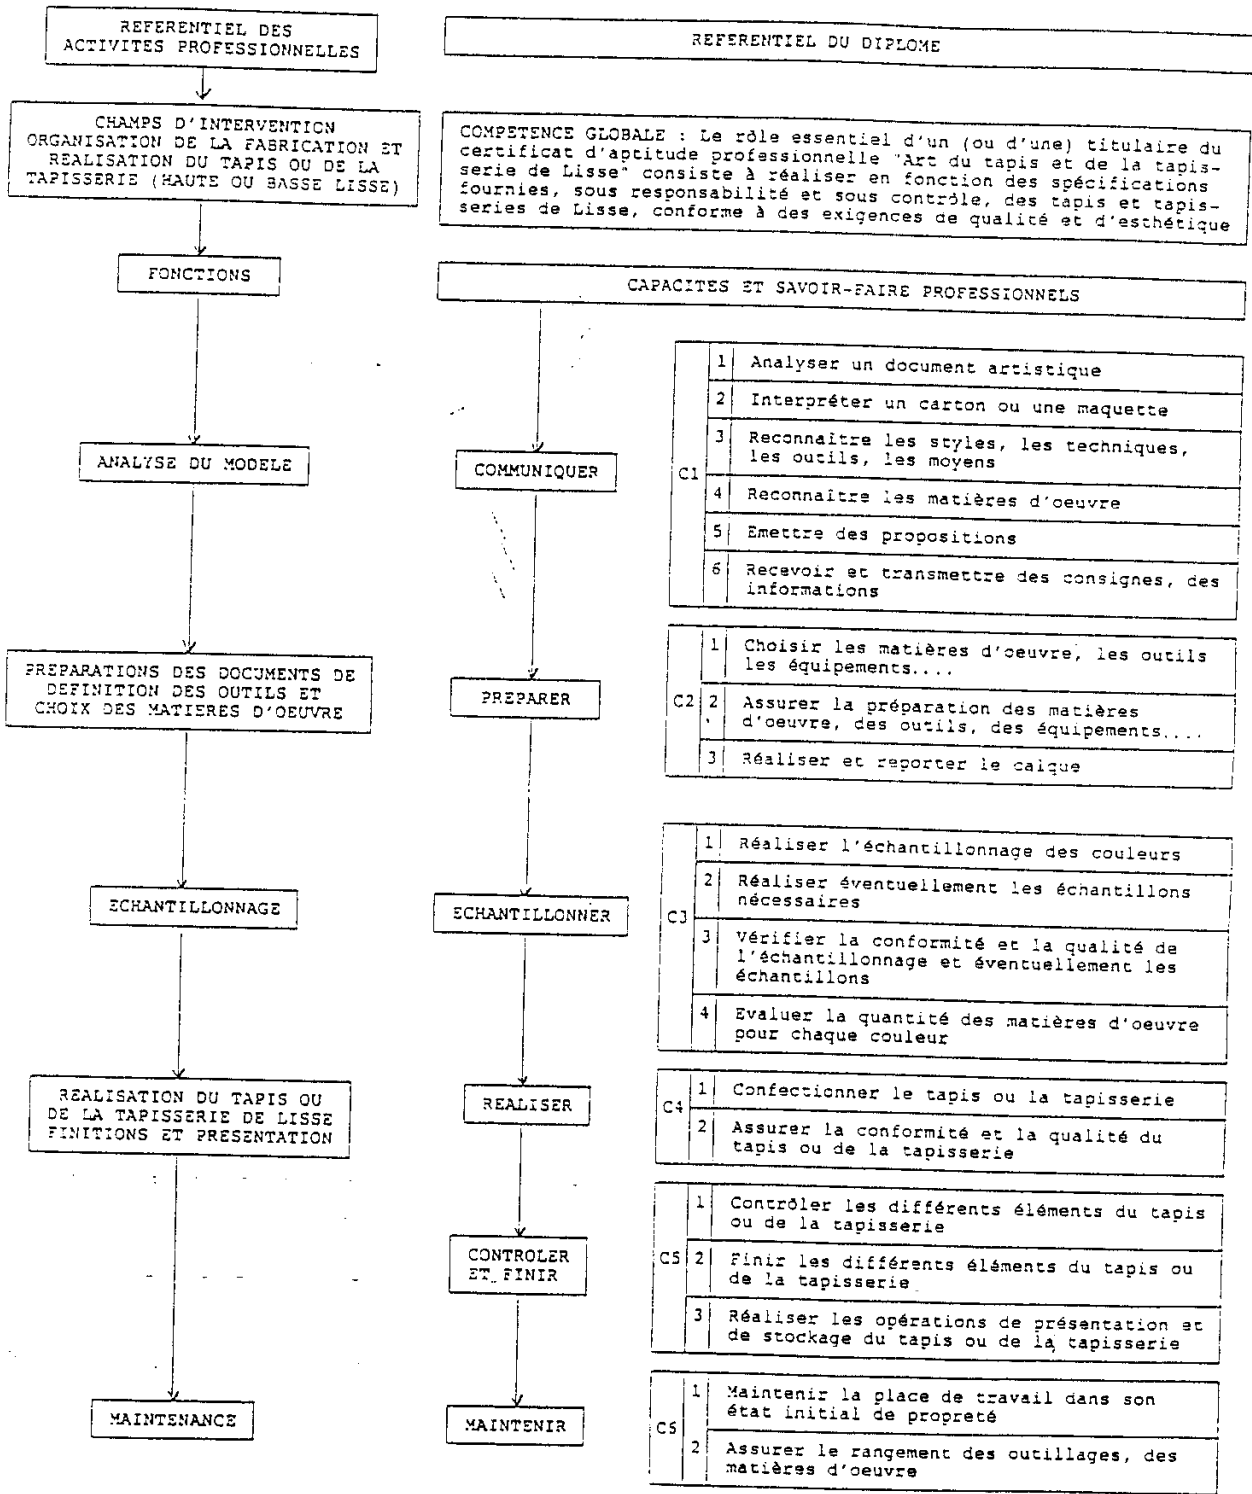 REFERENTIEL DES
ACTIVITES PROFESSIONNELLES
REFERENTIEL DU DIPLOME
CHAMPS D'INTERVENTION
ORGANISATION DE LA FABRICATION ET
REALISATION DU TAPIS OU DE LA
TAPISSERIE (HAUTE OU BASSE LISSE)
COMPETENCE GLOBALE : Le rôle essentiel d'un (ou d'une) titulaire du
certificat d'aptitude professionnelle "Art du tapis et de la tapis-
serie de Lisse" consiste à réaliser en fonction des spécifications
fournies, sous responsabilité et sous contrôle, des tapis et tapis-
series de Lisse, conforme à des exigences de qualité et d'esthétique
FONCTIONS
CAPACITES ET SAVOIR-FAIRE PROFESSIONNELS
ANALYSE DU MODELE
COMMUNIQUER
C1
1 Analyser un document artistique
2 Interpréter un carton ou une maquette
3 Reconnaître les styles, les techniques,
les outils, les moyens
4 Reconnaître les matières d'oeuvre
5 Emettre des propositions
6 Recevoir et transmettre des consignes, des
informations
PREPARATIONS DES DOCUMENTS DE
DEFINITION DES OUTILS ET
CHOIX DES MATIERES D'OEUVRE
PREPARER
C2
1 Choisir les matières d'oeuvre, les outils
les équipements....
2 Assurer la préparation des matières
d'oeuvre, des outils, des équipements....
3 Réaliser et reporter le calque
ECHANTILLONNAGE
ECHANTILLONNER
C3
1 Réaliser l'échantillonnage des couleurs
2 Réaliser éventuellement les échantillons
nécessaires
3 Vérifier la conformité et la qualité de
l'échantillonnage et éventuellement les
échantillons
4 Evaluer la quantité des matières d'oeuvre
pour chaque couleur
REALISATION DU TAPIS OU
DE LA TAPISSERIE DE LISSE
FINITIONS ET PRESENTATION
REALISER
C4
1 Confectionner le tapis ou la tapisserie
2 Assurer la conformité et la qualité du
tapis ou de la tapisserie
CONTROLER
ET FINIR
C5
1 Contrôler les différents éléments du tapis
ou de la tapisserie
2 Finir les différents éléments du tapis ou
de la tapisserie
3 Réaliser les opérations de présentation et
de stockage du tapis ou de la tapisserie
MAINTENANCE
MAINTENIR
C6
1 Maintenir la place de travail dans son
état initial de propreté
2 Assurer le rangement des outillages, des
matières d'oeuvre